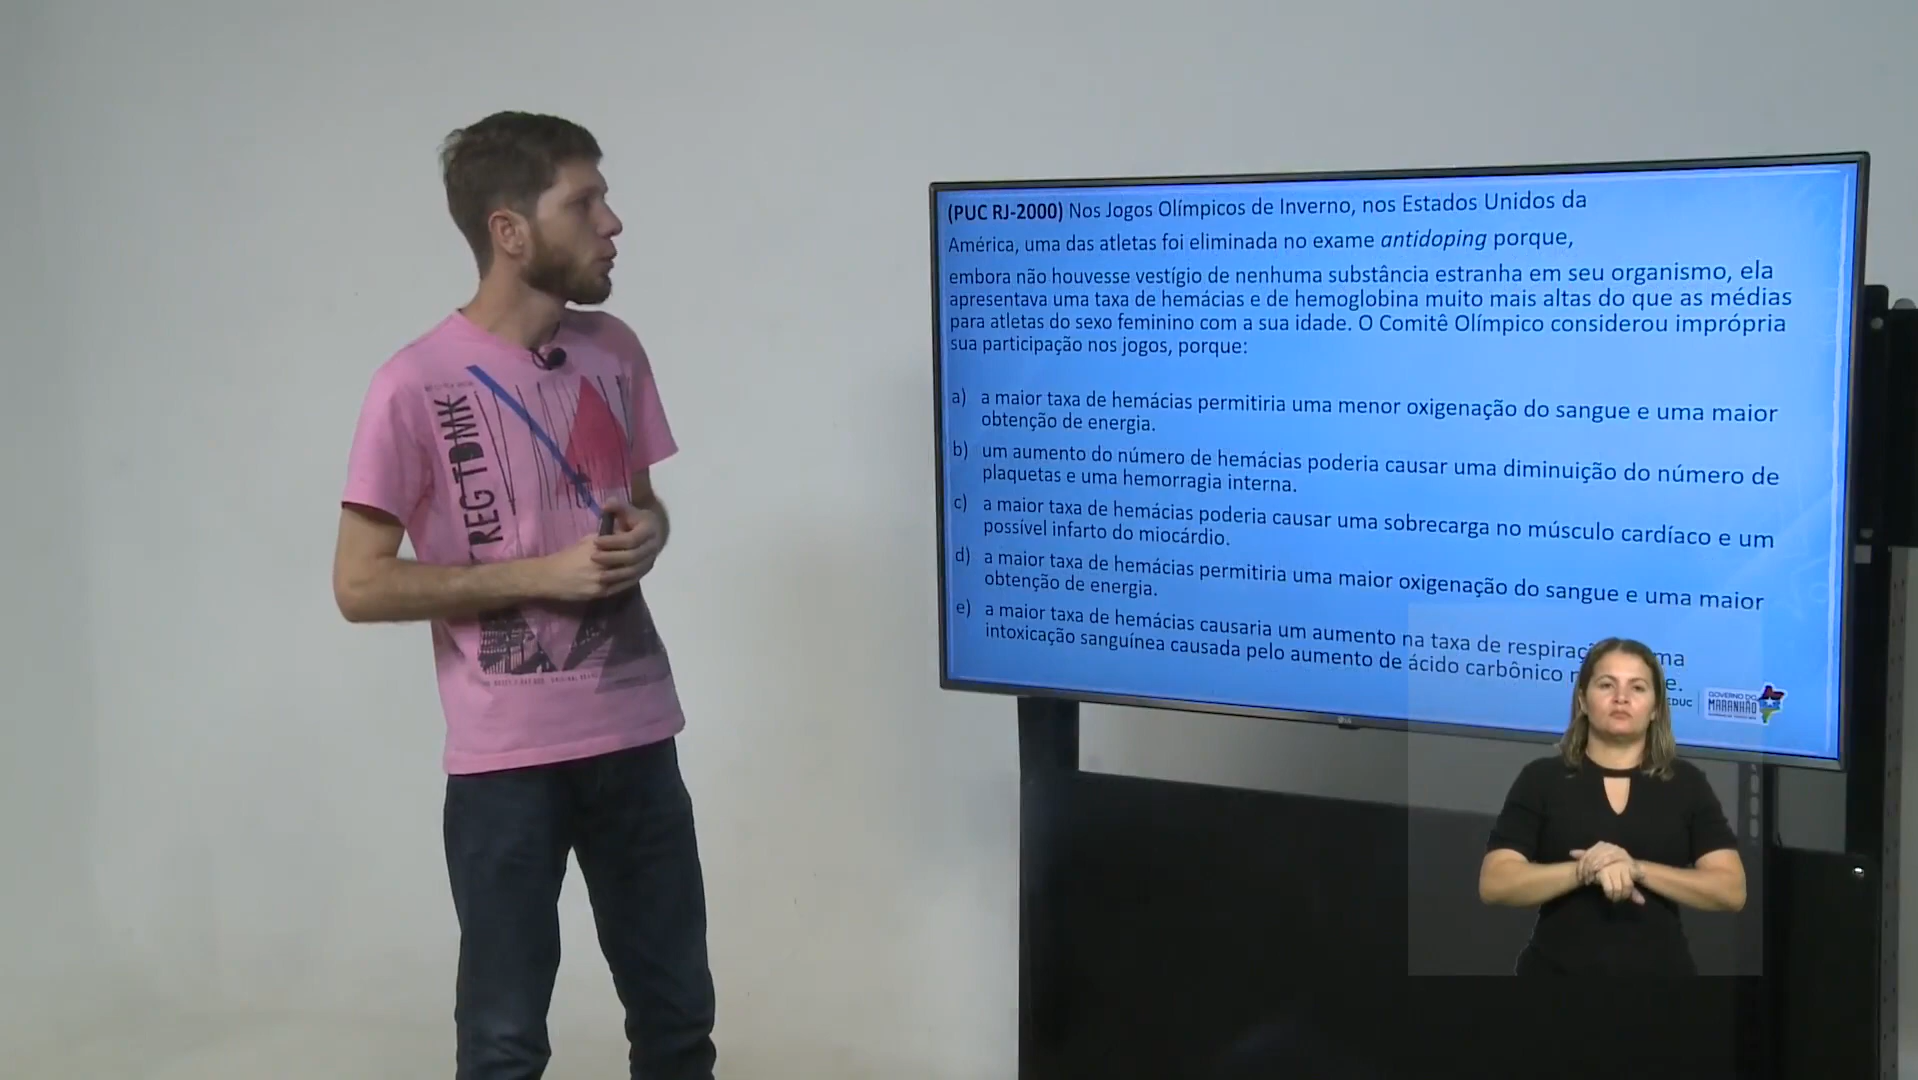 (PUC RJ-2000) Nos Jogos Olímpicos de Inverno, nos Estados Unidos da
América, uma das atletas foi eliminada no exame antidoping porque,
embora não houvesse vestígio de nenhuma substância estranha em seu organismo, ela
apresentava uma taxa de hemácias e de hemoglobina muito mais altas do que as médias
para atletas do sexo feminino com a sua idade. O Comitê Olímpico considerou imprópria
sua participação nos jogos, porque:
a) a maior taxa de hemácias permitiria uma menor oxigenação do sangue e uma maior
obtenção de energia.
b) um aumento do número de hemácias poderia causar uma diminuição do número de
plaquetas e uma hemorragia interna.
c) a maior taxa de hemácias poderia causar uma sobrecarga no músculo cardíaco e um
possível infarto do miocárdio.
d) a maior taxa de hemácias permitiria uma maior oxigenação do sangue e uma maior
obtenção de energia.
e) a maior taxa de hemácias causaria um aumento na taxa de
intoxicação sanguínea causada pelo aumento de ácido carbônico
GOVERNO DO
MARANHÃO
REG TDMK
LG